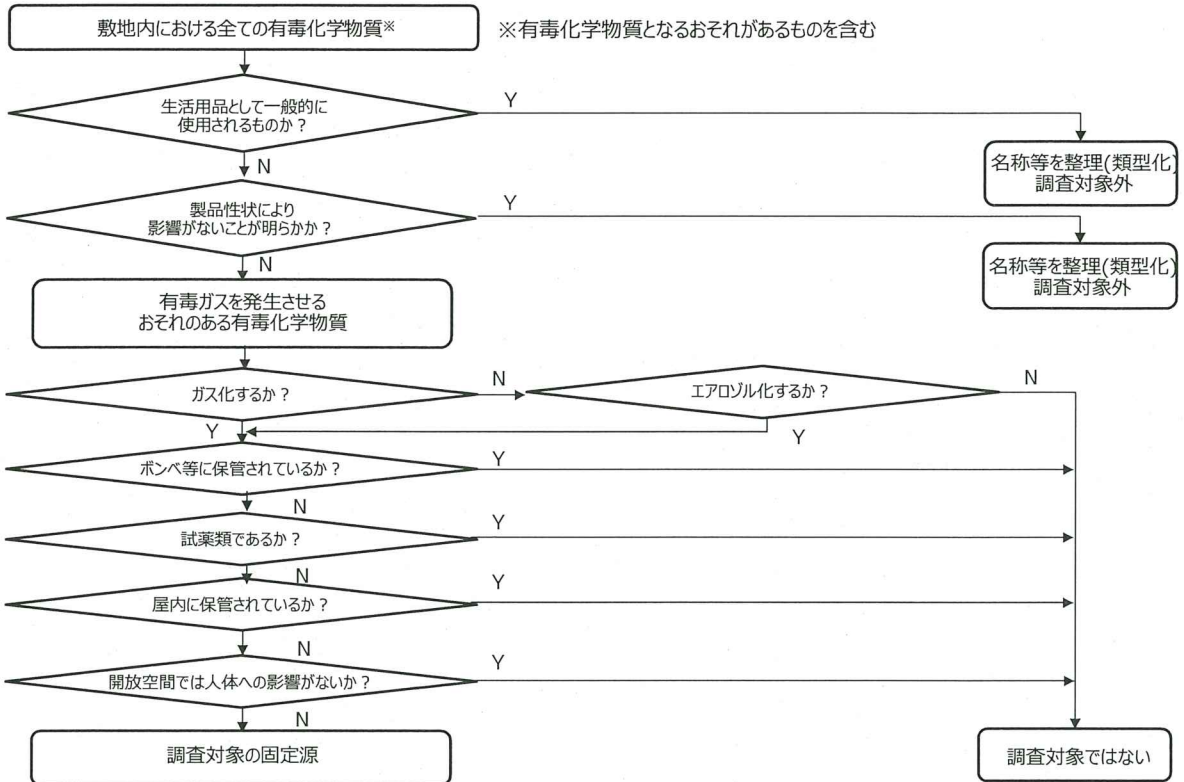 敷地内における全ての有毒化学物質※
※有毒化学物質となるおそれがあるものを含む
生活用品として一般的に
使用されるものか？
Y
N
名称等を整理(類型化)
調査対象外
製品性状により
影響がないことが明らかか？
Y
N
名称等を整理(類型化)
調査対象外
有毒ガスを発生させる
おそれのある有毒化学物質
ガス化するか？
N
エアロゾル化するか？
N
Y
Y
ボンベ等に保管されているか？
Y
N
試薬類であるか？
Y
N
屋内に保管されているか？
Y
N
開放空間では人体への影響がないか？
Y
N
調査対象の固定源
調査対象ではない